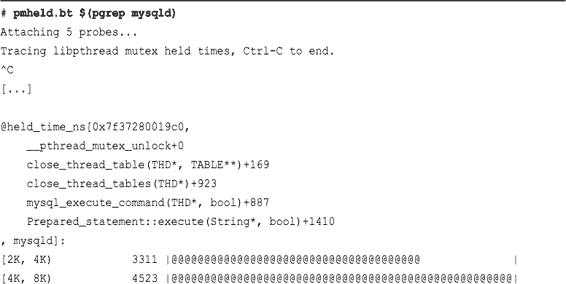 # pmheld.bt $(pgrep mysqld)
Attaching 5 probes...
Tracing libpthread mutex held times, Ctrl-C to end.
^C
[...]
@held_time_ns[0x7f37280019c0,
    __pthread_mutex_unlock+0
    close_thread_table(THD*, TABLE**)+169
    close_thread_tables(THD*)+923
    mysql_execute_command(THD*, bool)+887
    Prepared_statement::execute(String*, bool)+1410
, mysqld]:
[2K, 4K)            3311 |@@@@@@@@@@@@@@@@@@@@@@@@@@@@@@@@@@@@@@              |
[4K, 8K)            4523 |@@@@@@@@@@@@@@@@@@@@@@@@@@@@@@@@@@@@@@@@@@@@@@@@@@@@|